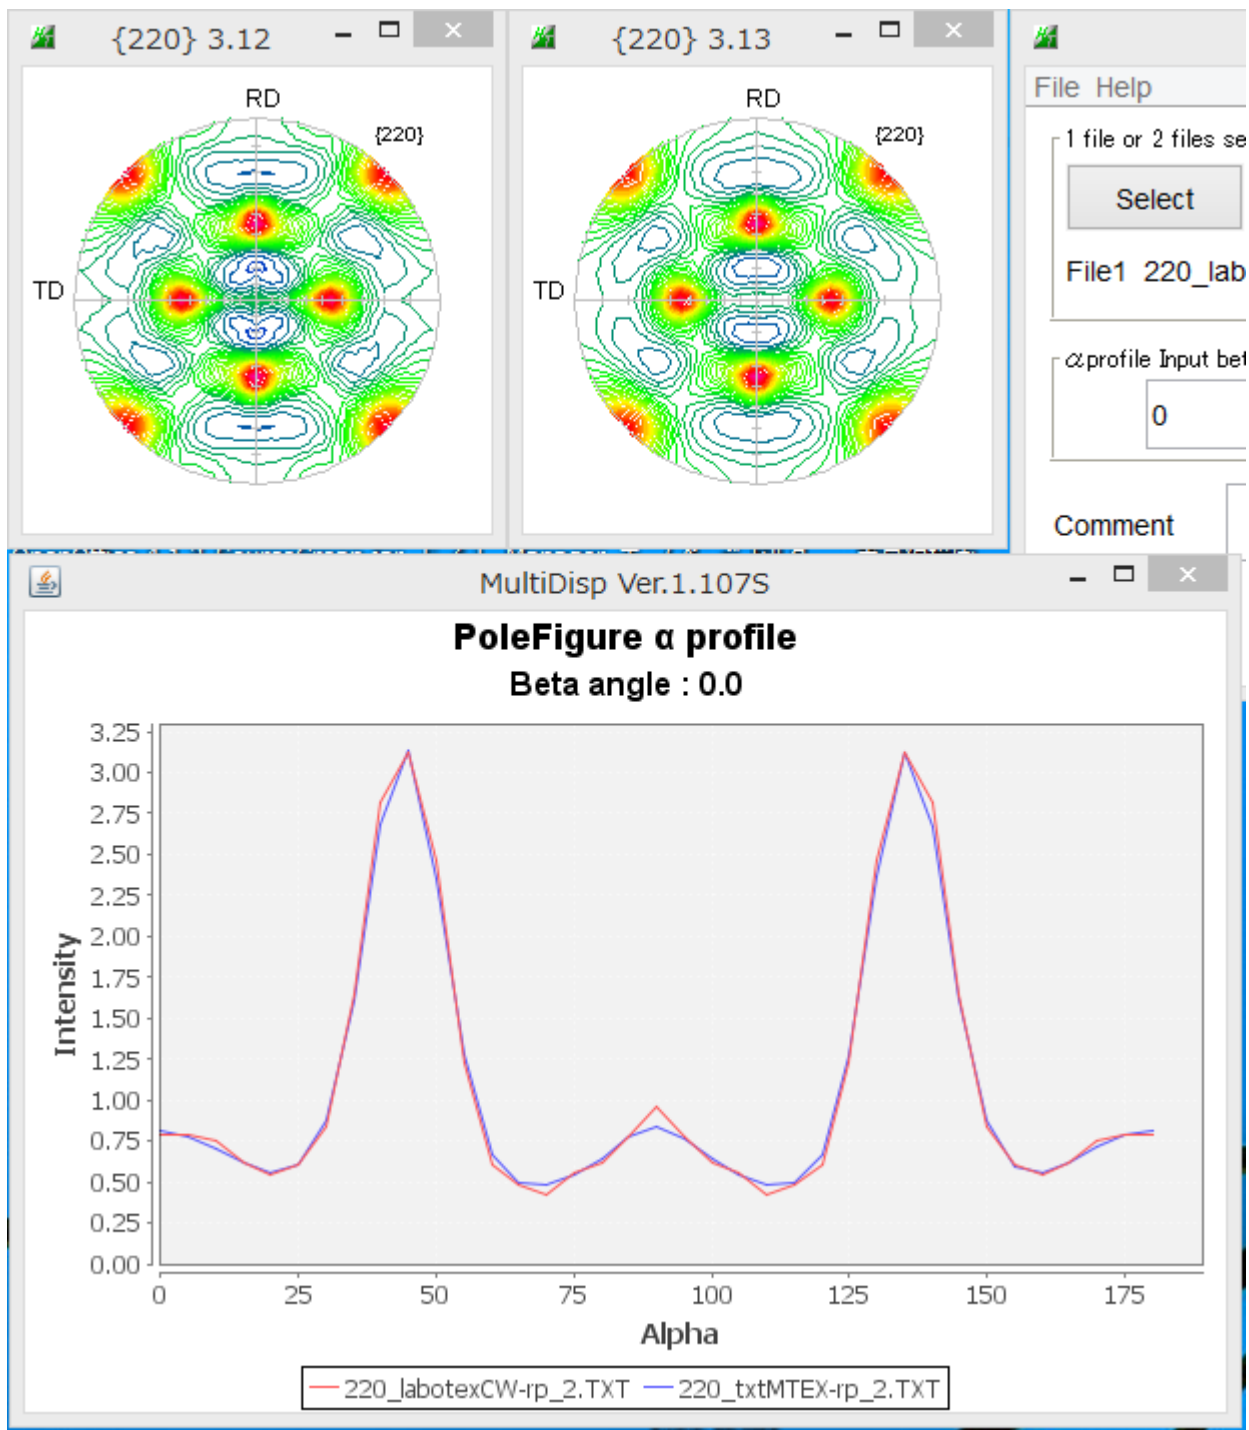 {220} 3.12
RD
{220}
TD
{220} 3.13
RD
{220}
TD
File Help
1 file or 2 files se
Select
File1 220_lab
αprofile Input bet
0
Comment
MultiDisp Ver.1.107S
PoleFigure α profile
Beta angle : 0.0
3.25
3.00
2.75
2.50
2.25
2.00
1.75
1.50
1.25
1.00
0.75
0.50
0.25
0.00
Intensity
0 25 50 75 100 125 150 175
Alpha
220_labotexCW-rp_2.TXT 220_txtMTEX-rp_2.TXT